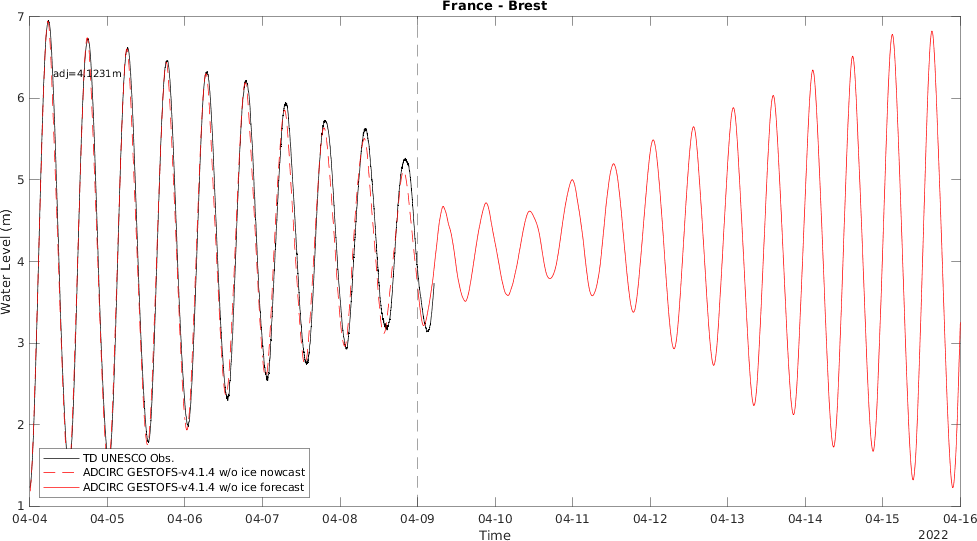 France - Brest
7
6
5
4
3
2
1
Water Level (m)
adj=4.1231m
TD UNESCO Obs.
ADCIRC GESTOFS-v4.1.4 w/o ice nowcast
ADCIRC GESTOFS-v4.1.4 w/o ice forecast
04-04 04-05 04-06 04-07 04-08 04-09 04-10 04-11 04-12 04-13 04-14 04-15 04-16
Time
2022